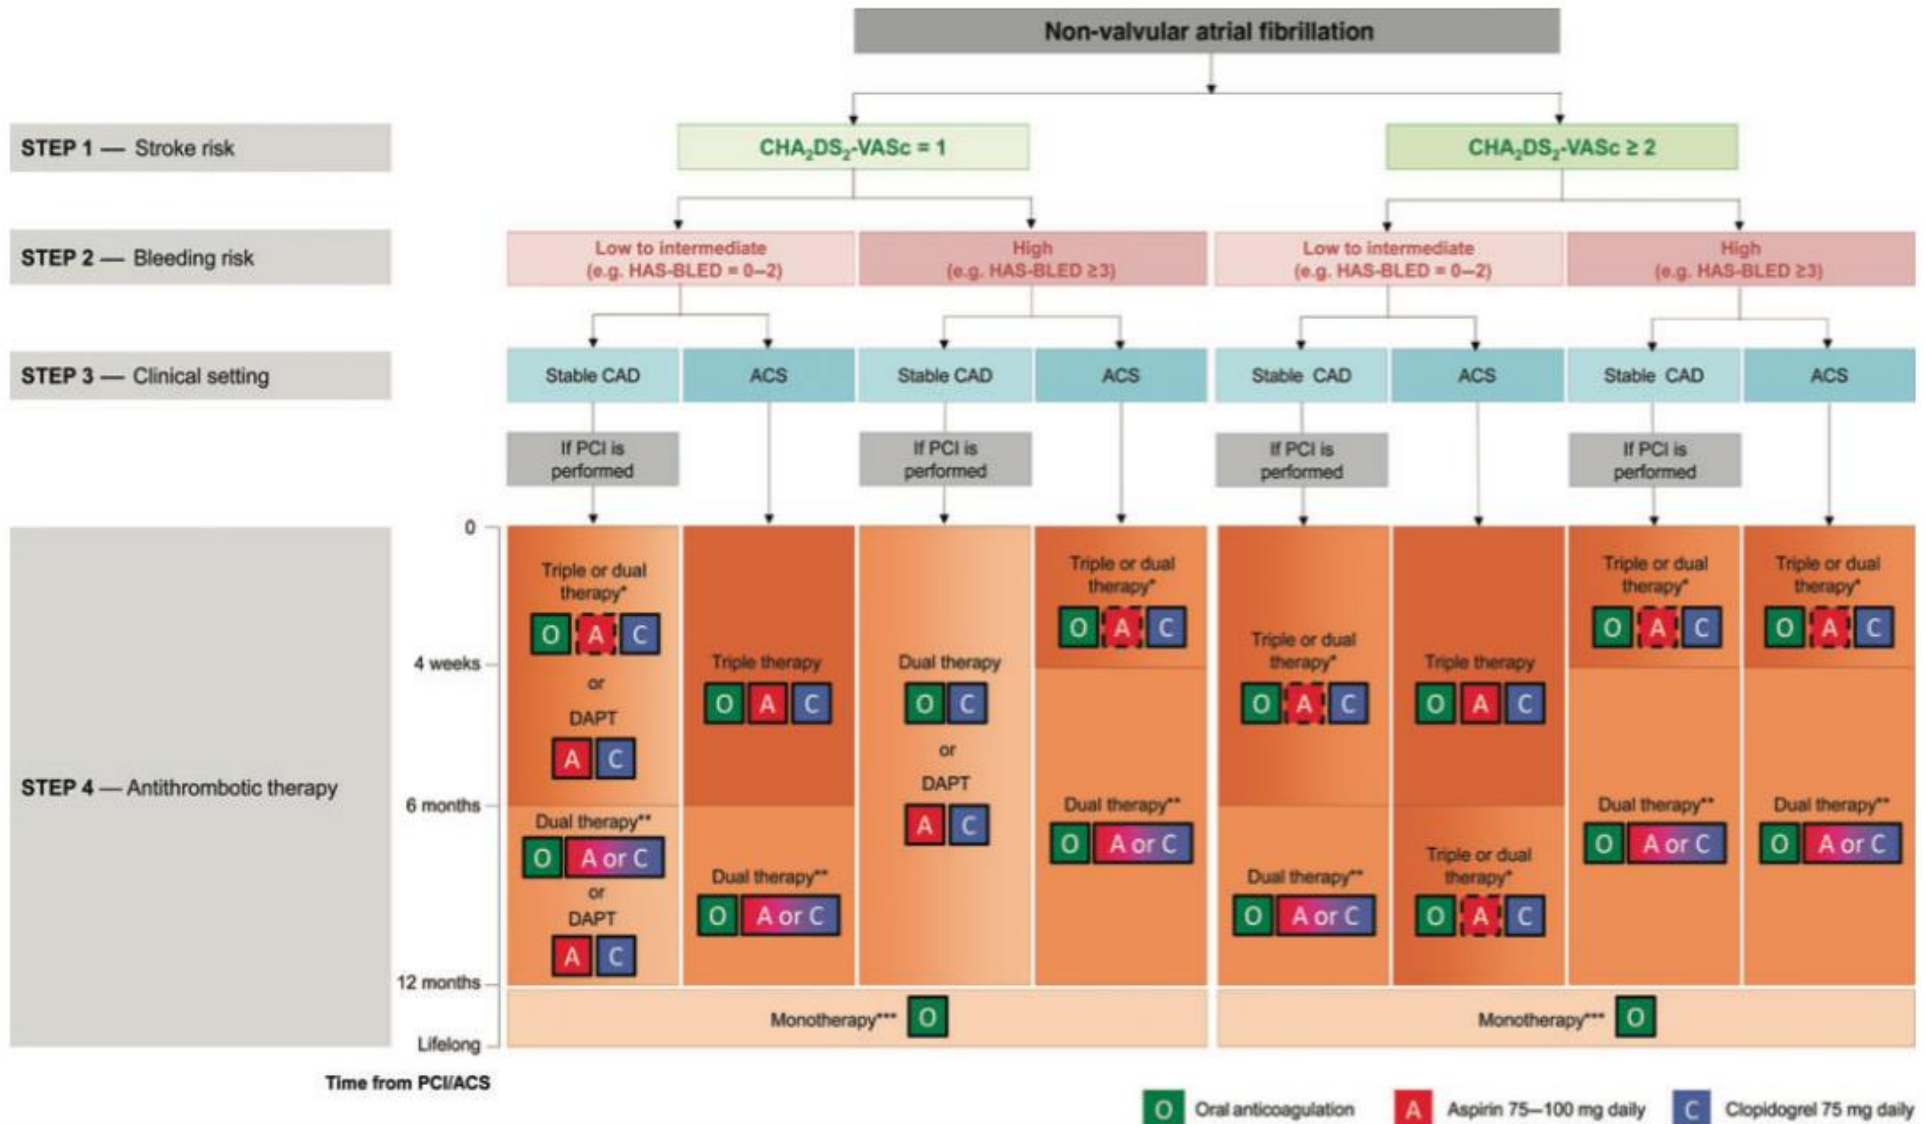 Non-valvular atrial fibrillation
STEP 1 — Stroke risk
CHA₂DS₂-VASc = 1
CHA₂DS₂-VASc ≥ 2
STEP 2 — Bleeding risk
Low to intermediate
(e.g. HAS-BLED = 0–2)
High
(e.g. HAS-BLED ≥3)
Low to intermediate
(e.g. HAS-BLED = 0–2)
High
(e.g. HAS-BLED ≥3)
STEP 3 — Clinical setting
Stable CAD
ACS
Stable CAD
ACS
Stable CAD
ACS
Stable CAD
ACS
If PCI is
performed
If PCI is
performed
If PCI is
performed
If PCI is
performed
STEP 4 — Antithrombotic therapy
0
4 weeks
6 months
12 months
Lifelong
Time from PCI/ACS
Triple or dual
therapy*
O A C
or
DAPT
A C
Dual therapy**
O A or C
or
DAPT
A C
Triple therapy
O A C
Dual therapy**
O A or C
Dual therapy
O C
or
DAPT
A C
Triple or dual
therapy*
O A C
Dual therapy**
O A or C
Triple or dual
therapy*
O A C
Dual therapy**
O A or C
Triple therapy
O A C
Triple or dual
therapy*
O A C
Triple or dual
therapy*
O A C
Dual therapy**
O A or C
Triple or dual
therapy*
O A C
Dual therapy**
O A or C
Monotherapy*** O
Monotherapy*** O
O Oral anticoagulation
A Aspirin 75–100 mg daily
C Clopidogrel 75 mg daily